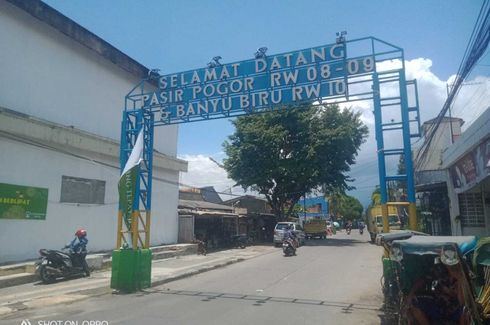 SELAMAT DATANG
PASIR POGOR RW 08-09
& BANYU BIRU RW 10
SHOT ON OPPO